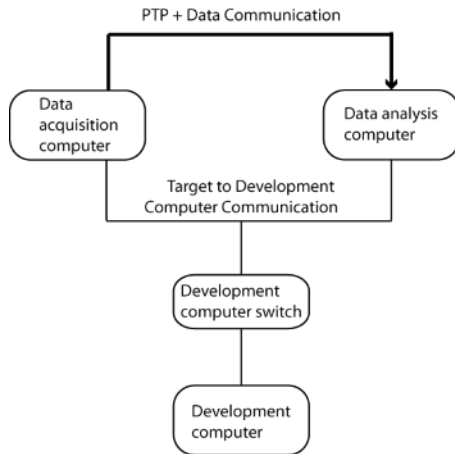 PTP + Data Communication
Data
acquisition
computer
Data analysis
computer
Target to Development
Computer Communication
Development
computer switch
Development
computer